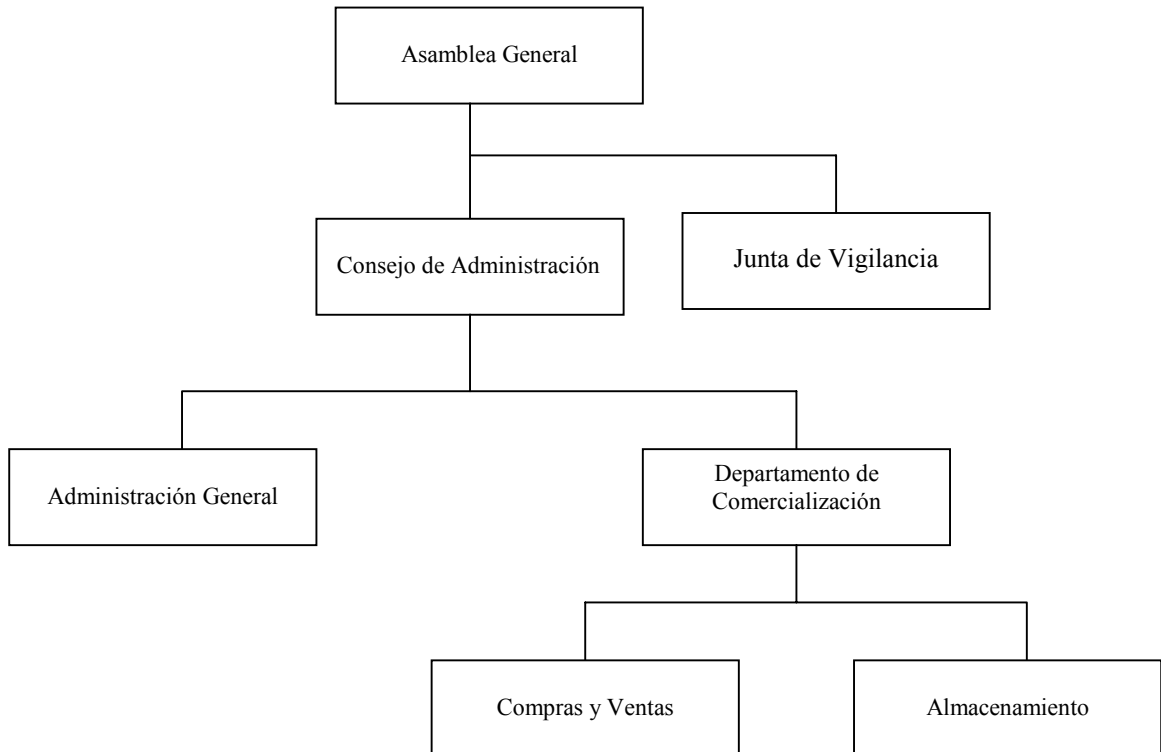 Asamblea General
Consejo de Administración
Junta de Vigilancia
Administración General
Departamento de
Comercialización
Compras y Ventas
Almacenamiento